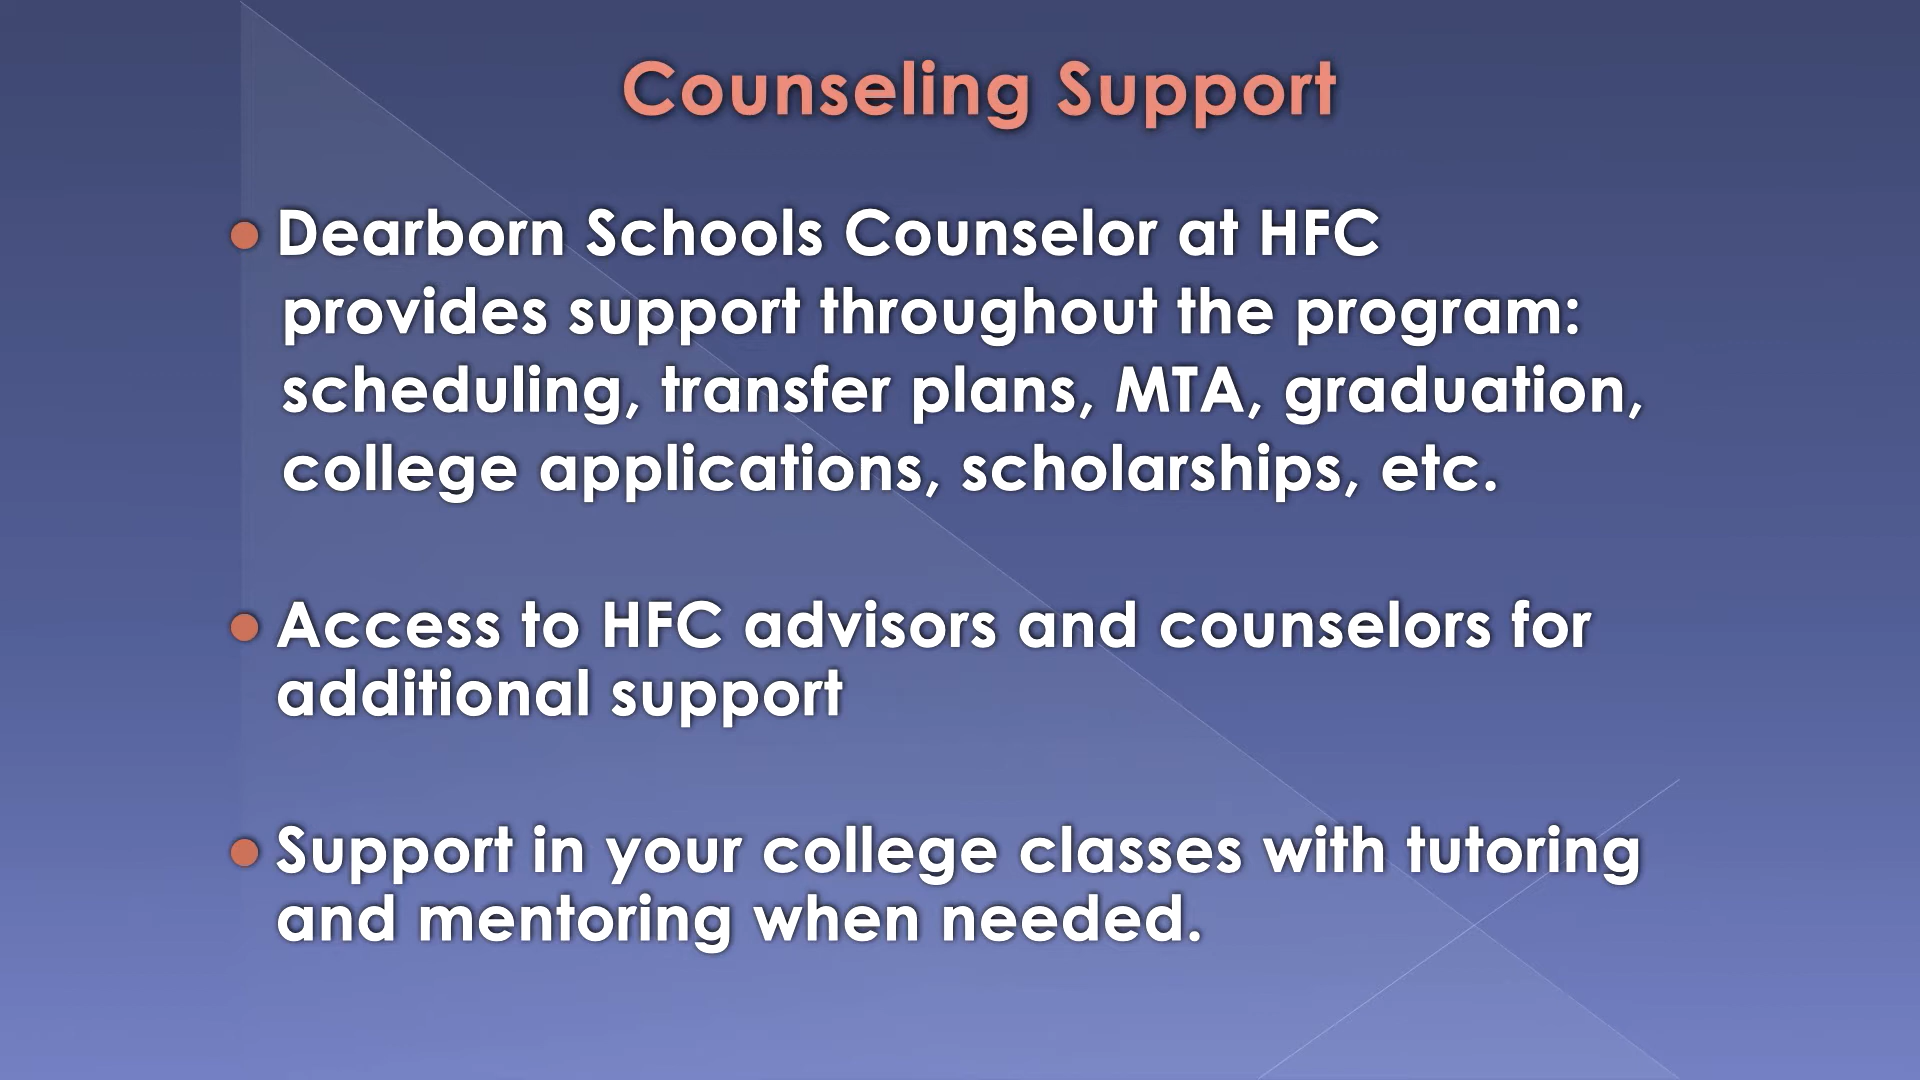 Counseling Support
Dearborn Schools Counselor at HFC
provides support throughout the program:
scheduling, transfer plans, MTA, graduation,
college applications, scholarships, etc.
Access to HFC advisors and counselors for
additional support
Support in your college classes with tutoring
and mentoring when needed.